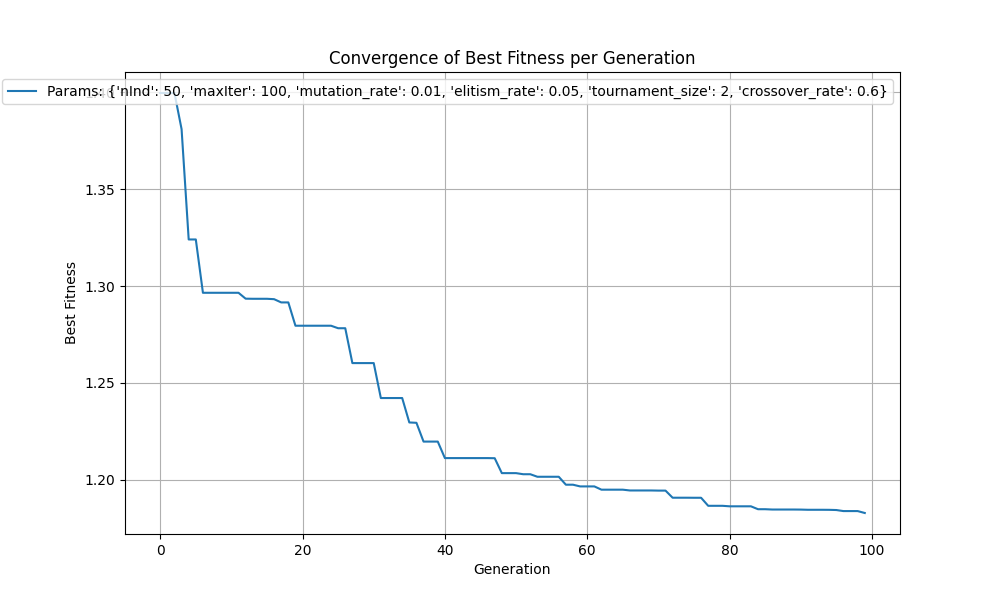 Convergence of Best Fitness per Generation
Params: {'nInd': 50, 'maxIter': 100, 'mutation_rate': 0.01, 'elitism_rate': 0.05, 'tournament_size': 2, 'crossover_rate': 0.6}
1.35
1.30
1.25
1.20
Best Fitness
0 20 40 60 80 100
Generation